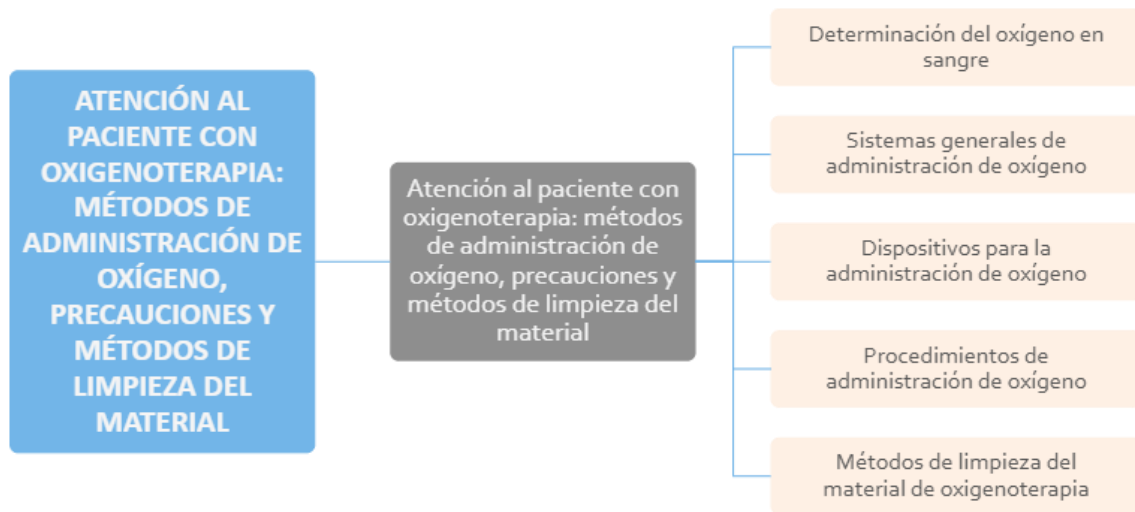 ATENCIÓN AL
PACIENTE CON
OXIGENOTERAPIA:
MÉTODOS DE
ADMINISTRACIÓN DE
OXÍGENO,
PRECAUCIONES Y
MÉTODOS DE
LIMPIEZA DEL
MATERIAL
Atención al paciente con
oxigenoterapia: métodos
de administración de
oxígeno, precauciones y
métodos de limpieza del
material
Determinación del oxígeno en
sangre
Sistemas generales de
administración de oxígeno
Dispositivos para la
administración de oxígeno
Procedimientos de
administración de oxígeno
Métodos de limpieza del
material de oxigenoterapia